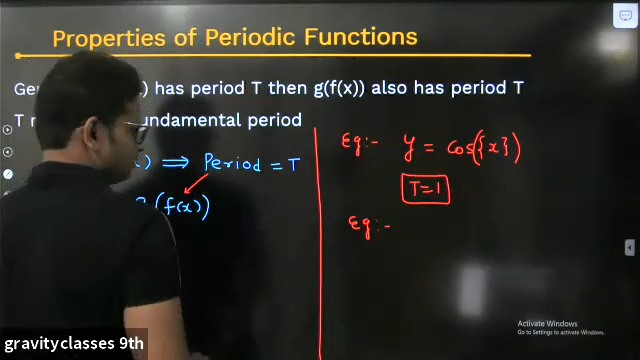 Properties of Periodic Functions
) has period T then g(f(x)) also has period T
T fundamental period
) ⟹ Period = T
(f(x))
Eg:- y = cos({x})
T=1
Eg:-
Activate Windows
Go to Settings to activate Windows.
gravityclasses 9th